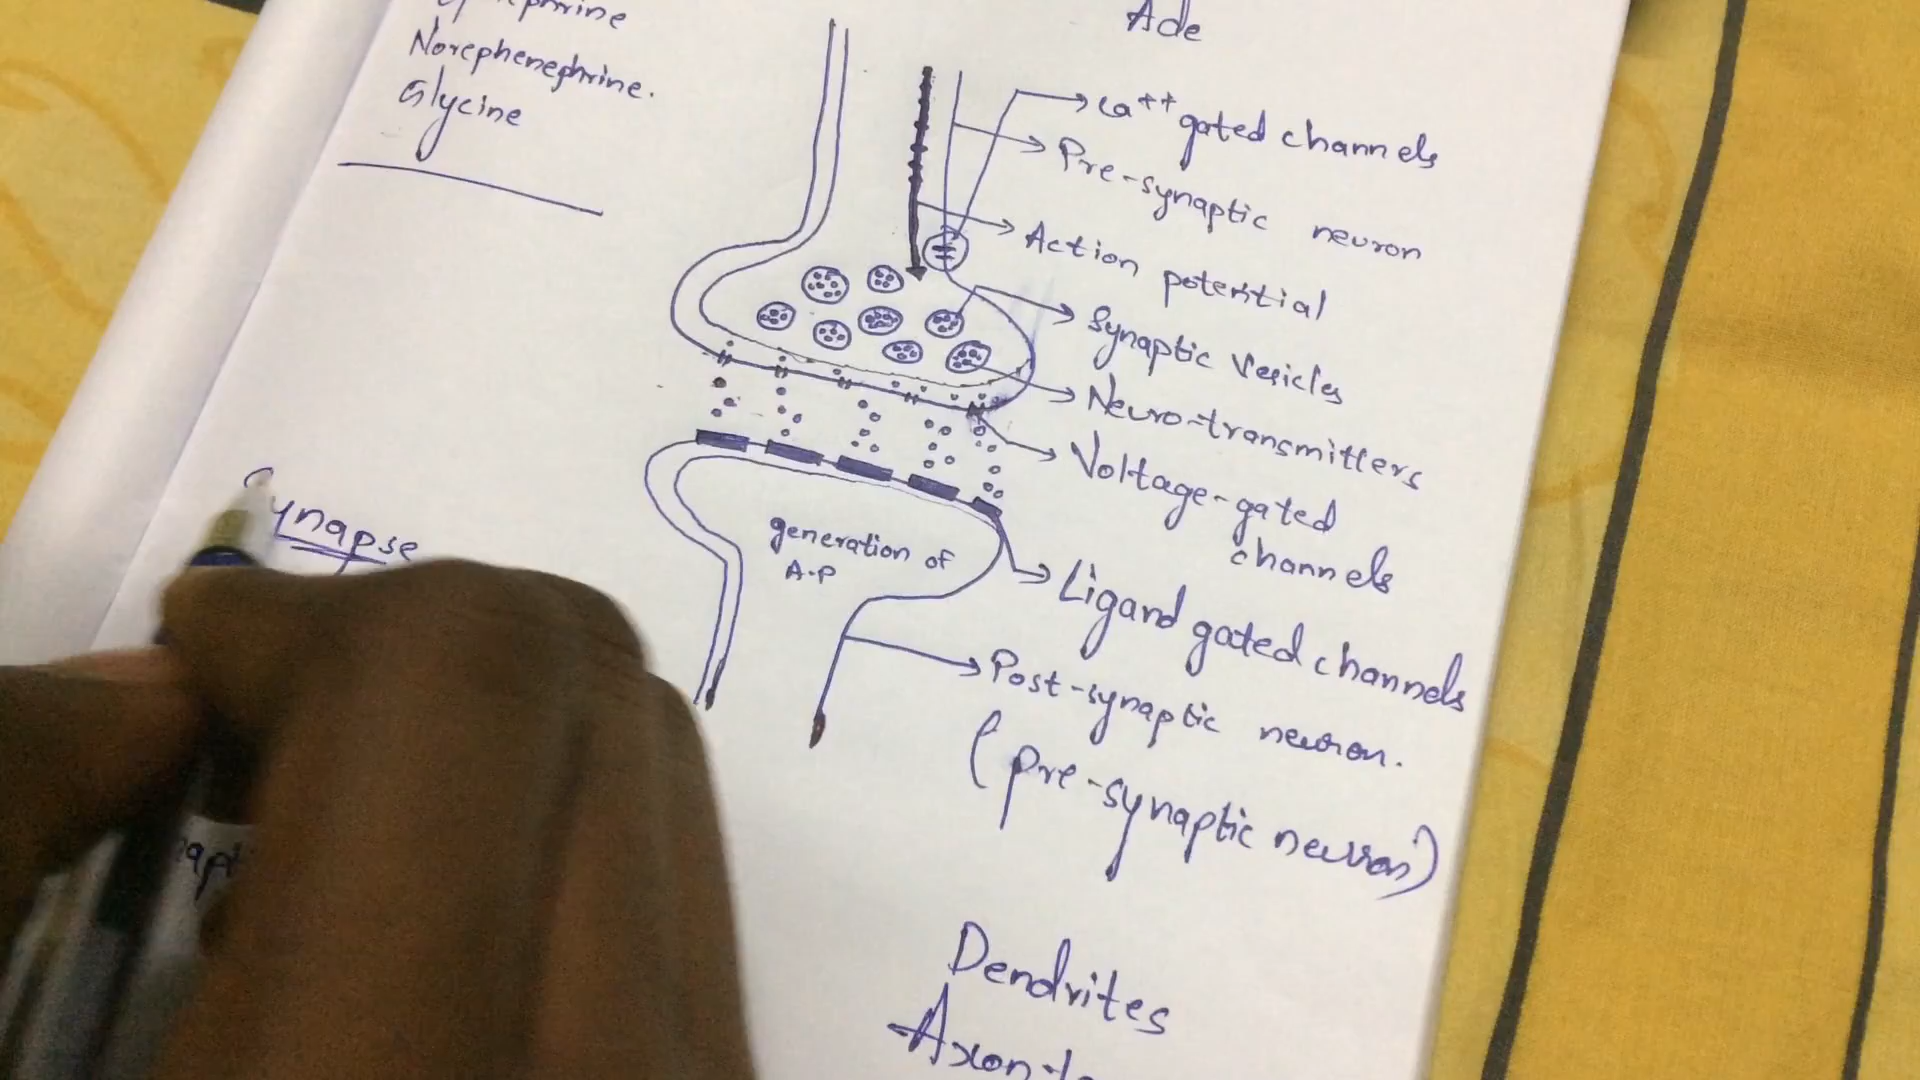 Norephenephrine.
Glycine
Ade
Ca++ gated channels
Pre-synaptic neuron
Action potential
Synaptic Vesicles
Neuro-transmitters
Voltage-gated
channels
Synapse
generation of
A.P
Ligand gated channels
Post-synaptic neuron.
(Pre-synaptic neuron)
Dendrites